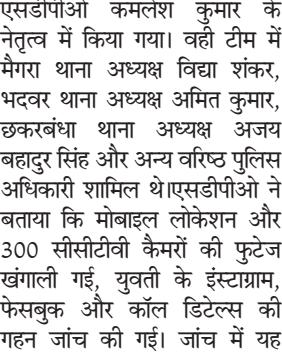 एसडीपीओ कमलेश कुमार के
नेतृत्व में किया गया। वही टीम में
मैगरा थाना अध्यक्ष विद्या शंकर,
भदवर थाना अध्यक्ष अमित कुमार,
छकरबंधा थाना अध्यक्ष अजय
बहादुर सिंह और अन्य वरिष्ठ पुलिस
अधिकारी शामिल थे।एसडीपीओ ने
बताया कि मोबाइल लोकेशन और
300 सीसीटीवी कैमरों की फुटेज
खंगाली गई, युवती के इंस्टाग्राम,
फेसबुक और कॉल डिटेल्स की
गहन जांच की गई। जांच में यह